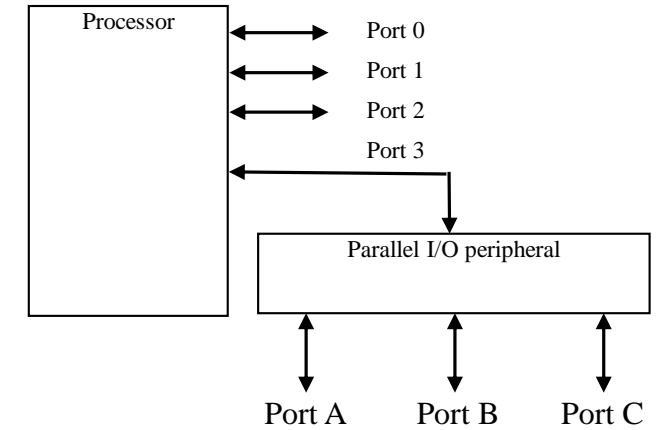 Processor
Port 0
Port 1
Port 2
Port 3
Parallel I/O peripheral
Port A
Port B
Port C